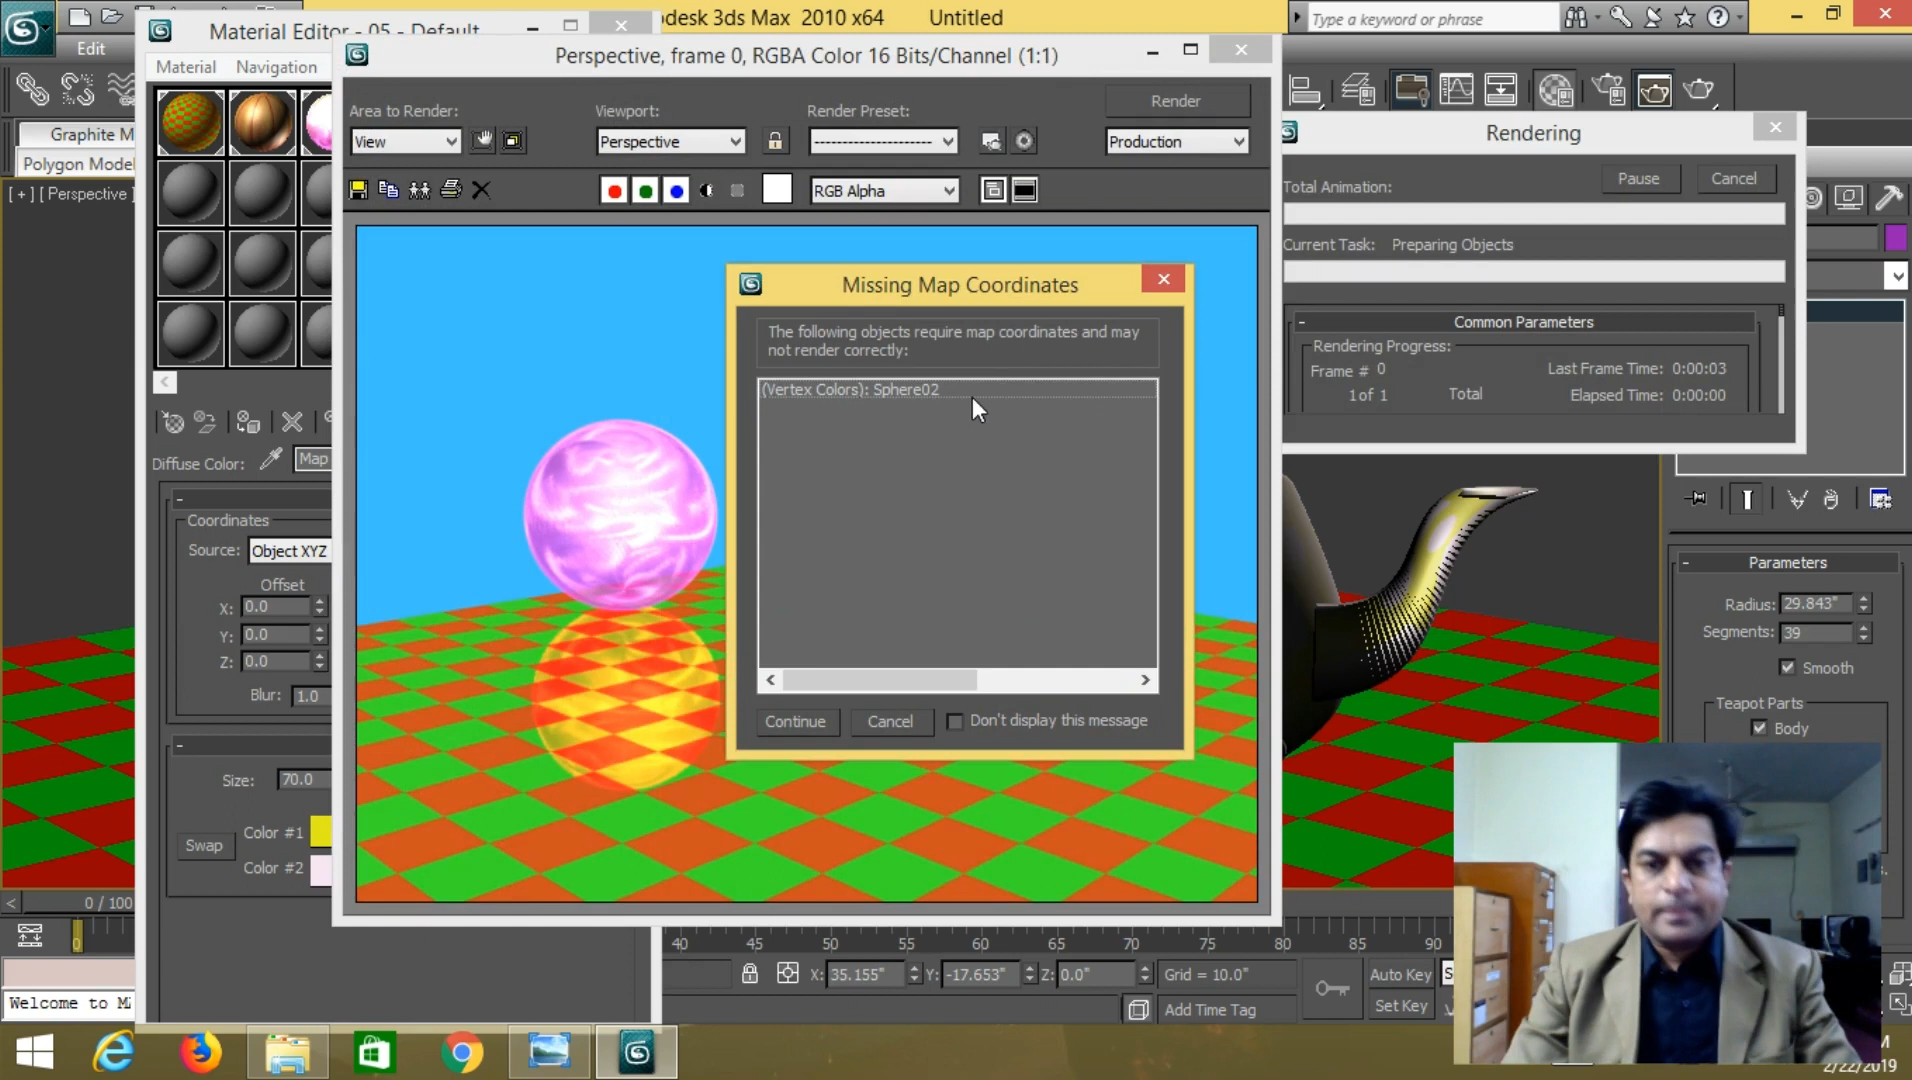 Autodesk 3ds Max 2010 x64 Untitled
Type a keyword or phrase
Edit
Material Editor - 05 - Default
Material Navigation
Perspective, frame 0, RGBA Color 16 Bits/Channel (1:1)
Area to Render:
Viewport:
Render Preset:
Render
View
Perspective
Production
RGB Alpha
Graphite M
Polygon Model
[ + ] [ Perspective ]
Rendering
Total Animation:
Pause
Cancel
Current Task: Preparing Objects
Common Parameters
Rendering Progress:
Frame # 0
Last Frame Time: 0:00:03
1 of 1 Total
Elapsed Time: 0:00:00
Missing Map Coordinates
The following objects require map coordinates and may
not render correctly:
(Vertex Colors): Sphere02
Continue
Cancel
Don't display this message
Diffuse Color:
Map
Coordinates
Source: Object XYZ
Offset
X: 0.0
Y: 0.0
Z: 0.0
Blur: 1.0
Size: 70.0
Swap
Color #1
Color #2
Parameters
Radius: 29.843"
Segments: 39
Smooth
Teapot Parts
Body
0 / 100
0
40 45 50 55 60 65 70 75 80 85 90
X: 35.155" Y: -17.653" Z: 0.0"
Grid = 10.0"
Auto Key
Add Time Tag
Set Key
Welcome to M
2/22/2019